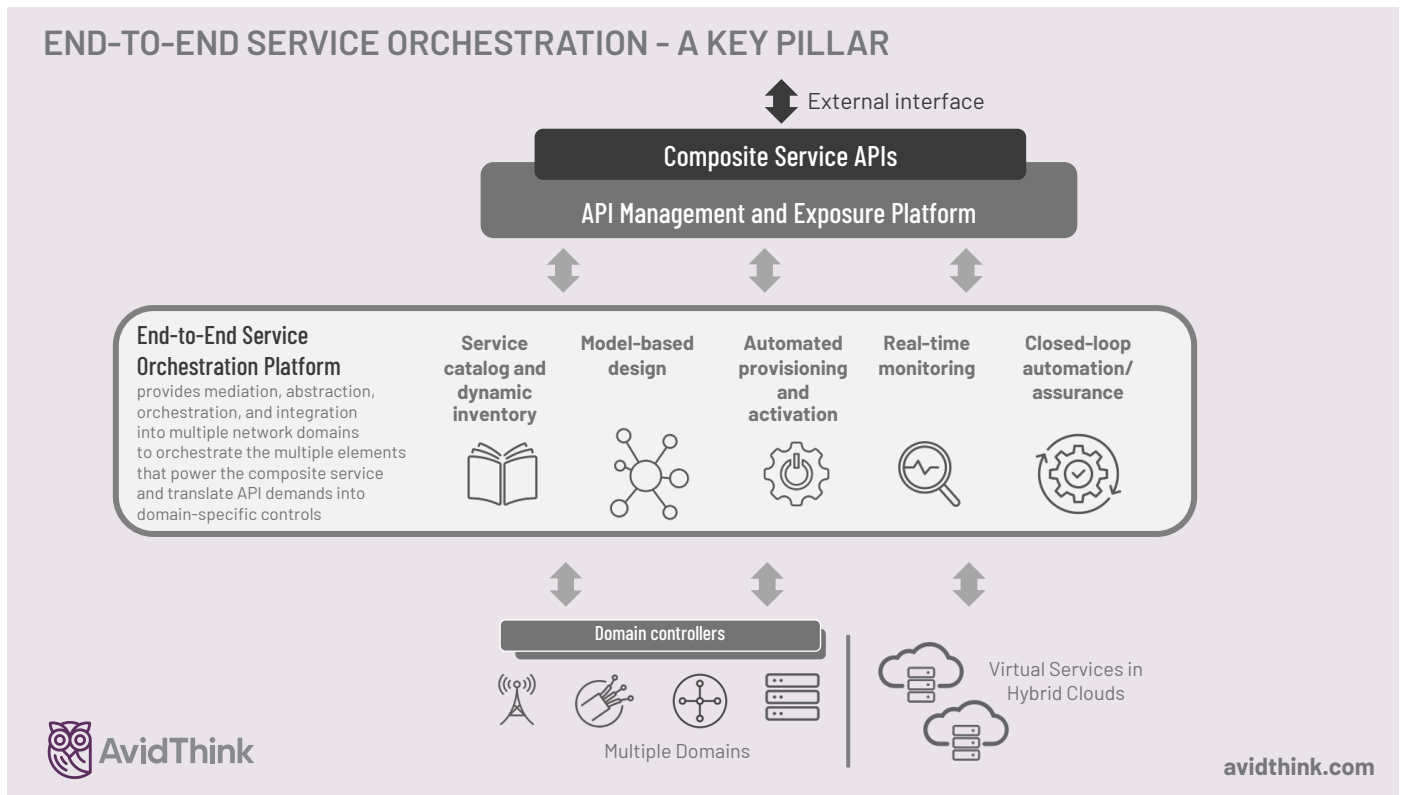 END-TO-END SERVICE ORCHESTRATION - A KEY PILLAR
External interface
Composite Service APIs
API Management and Exposure Platform
End-to-End Service
Orchestration Platform
provides mediation, abstraction,
orchestration, and integration
into multiple network domains
to orchestrate the multiple elements
that power the composite service
and translate API demands into
domain-specific controls
Service
catalog and
dynamic
inventory
Model-based
design
Automated
provisioning
and
activation
Real-time
monitoring
Closed-loop
automation/
assurance
Domain controllers
Multiple Domains
Virtual Services in
Hybrid Clouds
AvidThink
avidthink.com